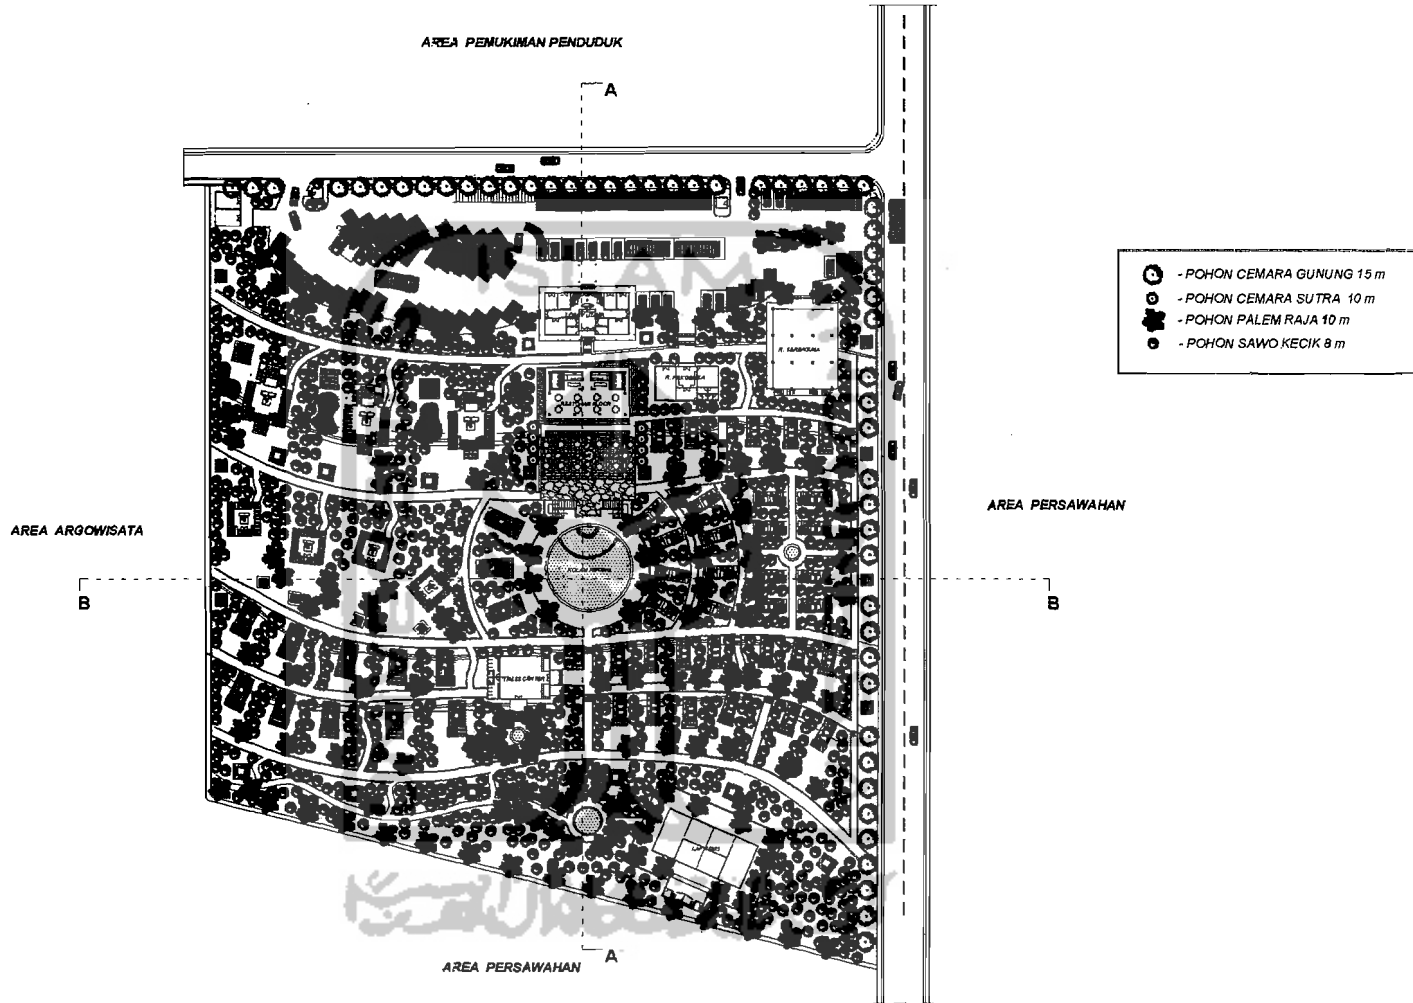 AREA PEMUKIMAN PENDUDUK
A
ISLAM
- POHON CEMARA GUNUNG 15 m
- POHON CEMARA SUTRA 10 m
- POHON PALEM RAJA 10 m
- POHON SAWO KECIK 8 m
AREA PERSAWAHAN
AREA ARGOWISATA
B
B
A
AREA PERSAWAHAN